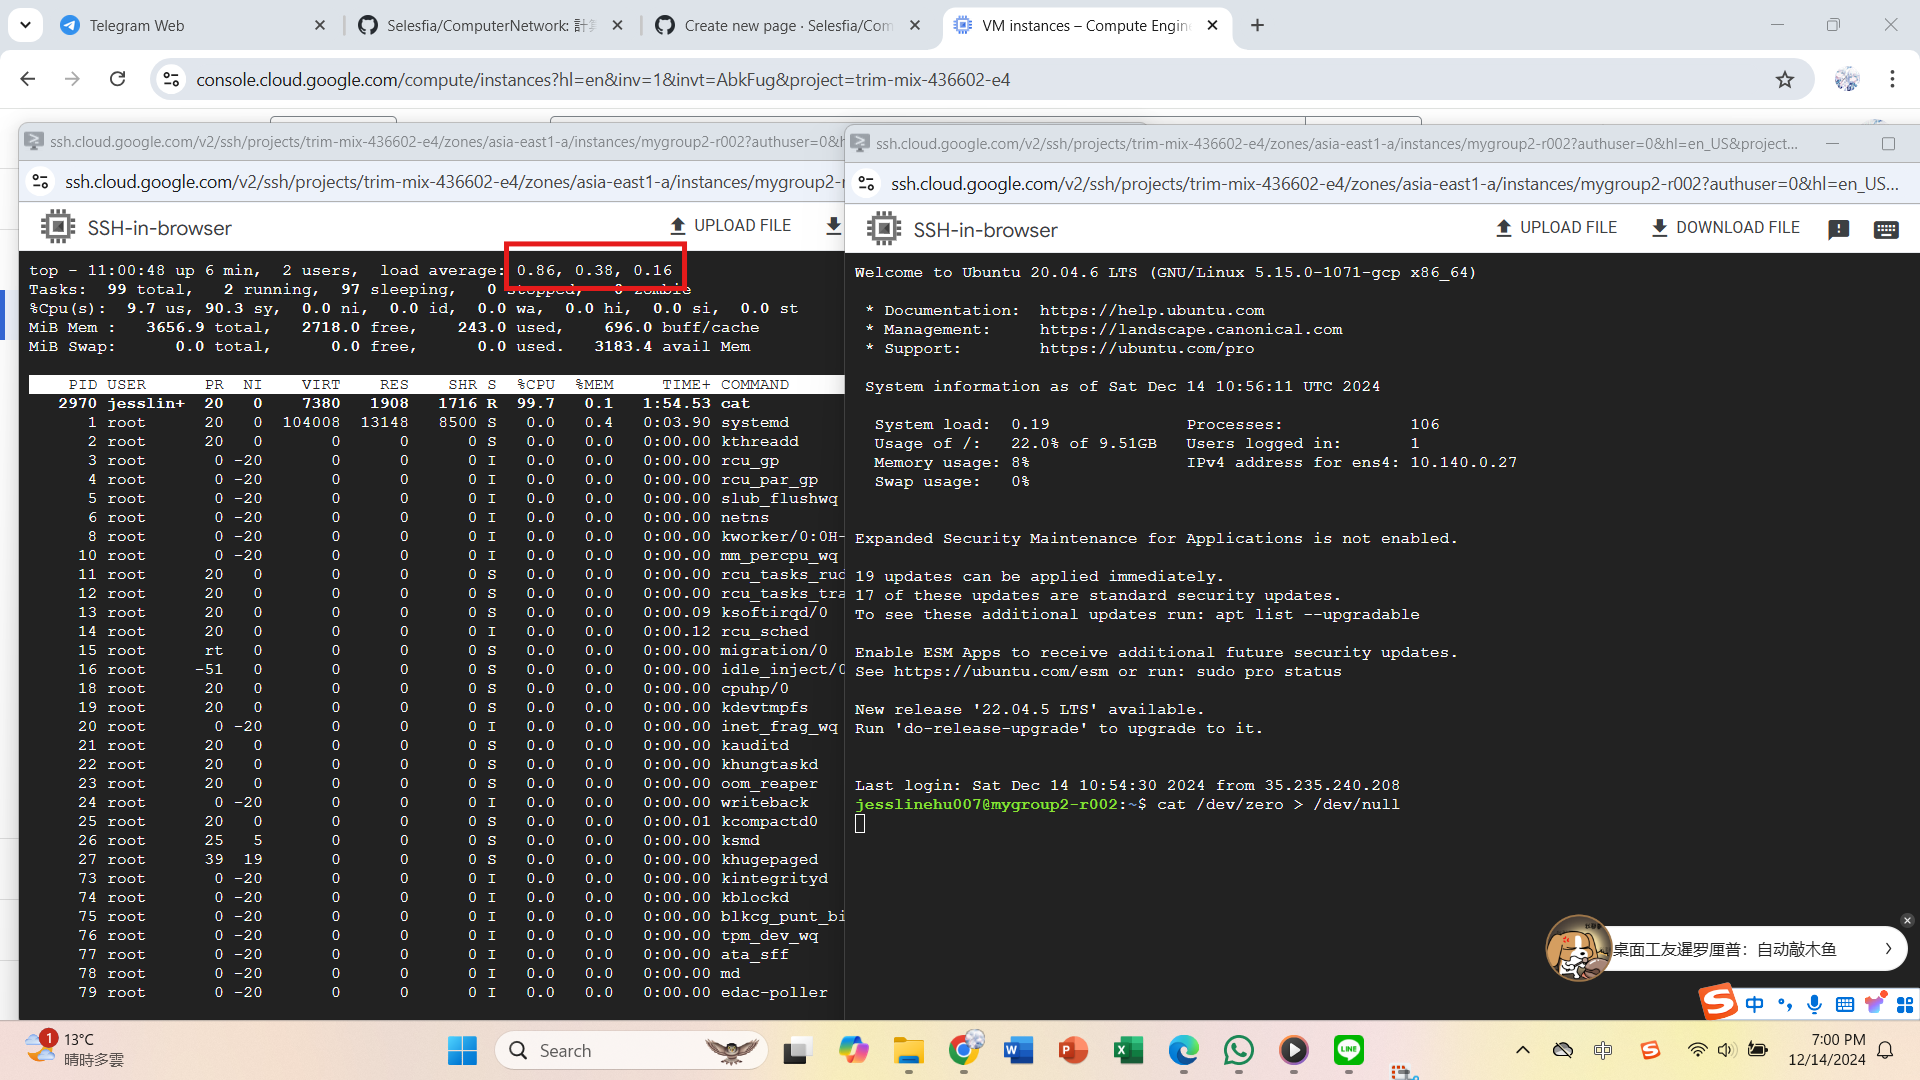 Telegram Web
Selesfia/ComputerNetwork: 計算
Create new page · Selesfia/Com
VM instances – Compute Engine
console.cloud.google.com/compute/instances?hl=en&inv=1&invt=AbkFug&project=trim-mix-436602-e4
ssh.cloud.google.com/v2/ssh/projects/trim-mix-436602-e4/zones/asia-east1-a/instances/mygroup2-r002?authuser=0&h
ssh.cloud.google.com/v2/ssh/projects/trim-mix-436602-e4/zones/asia-east1-a/instances/mygroup2-
SSH-in-browser
UPLOAD FILE
top - 11:00:48 up 6 min, 2 users, load average: 0.86, 0.38, 0.16
Tasks: 99 total, 2 running, 97 sleeping, 0 stopped, 0 zombie
%Cpu(s): 9.7 us, 90.3 sy, 0.0 ni, 0.0 id, 0.0 wa, 0.0 hi, 0.0 si, 0.0 st
MiB Mem : 3656.9 total, 2718.0 free, 243.0 used, 696.0 buff/cache
MiB Swap: 0.0 total, 0.0 free, 0.0 used. 3183.4 avail Mem
PID USER PR NI VIRT RES SHR S %CPU %MEM TIME+ COMMAND
2970 jesslin+ 20 0 7380 1908 1716 R 99.7 0.1 1:54.53 cat
1 root 20 0 104008 13148 8500 S 0.0 0.4 0:03.90 systemd
2 root 20 0 0 0 0 S 0.0 0.0 0:00.00 kthreadd
3 root 0 -20 0 0 0 I 0.0 0.0 0:00.00 rcu_gp
4 root 0 -20 0 0 0 I 0.0 0.0 0:00.00 rcu_par_gp
5 root 0 -20 0 0 0 I 0.0 0.0 0:00.00 slub_flushwq
6 root 0 -20 0 0 0 I 0.0 0.0 0:00.00 netns
8 root 0 -20 0 0 0 I 0.0 0.0 0:00.00 kworker/0:0H-
10 root 0 -20 0 0 0 I 0.0 0.0 0:00.00 mm_percpu_wq
11 root 20 0 0 0 0 S 0.0 0.0 0:00.00 rcu_tasks_rud
12 root 20 0 0 0 0 S 0.0 0.0 0:00.00 rcu_tasks_tra
13 root 20 0 0 0 0 S 0.0 0.0 0:00.09 ksoftirqd/0
14 root 20 0 0 0 0 I 0.0 0.0 0:00.12 rcu_sched
15 root rt 0 0 0 0 S 0.0 0.0 0:00.00 migration/0
16 root -51 0 0 0 0 S 0.0 0.0 0:00.00 idle_inject/0
18 root 20 0 0 0 0 S 0.0 0.0 0:00.00 cpuhp/0
19 root 20 0 0 0 0 S 0.0 0.0 0:00.00 kdevtmpfs
20 root 0 -20 0 0 0 I 0.0 0.0 0:00.00 inet_frag_wq
21 root 20 0 0 0 0 S 0.0 0.0 0:00.00 kauditd
22 root 20 0 0 0 0 S 0.0 0.0 0:00.00 khungtaskd
23 root 20 0 0 0 0 S 0.0 0.0 0:00.00 oom_reaper
24 root 0 -20 0 0 0 I 0.0 0.0 0:00.00 writeback
25 root 20 0 0 0 0 S 0.0 0.0 0:00.01 kcompactd0
26 root 25 5 0 0 0 S 0.0 0.0 0:00.00 ksmd
27 root 39 19 0 0 0 S 0.0 0.0 0:00.00 khugepaged
73 root 0 -20 0 0 0 I 0.0 0.0 0:00.00 kintegrityd
74 root 0 -20 0 0 0 I 0.0 0.0 0:00.00 kblockd
75 root 0 -20 0 0 0 I 0.0 0.0 0:00.00 blkcg_punt_bi
76 root 0 -20 0 0 0 I 0.0 0.0 0:00.00 tpm_dev_wq
77 root 0 -20 0 0 0 I 0.0 0.0 0:00.00 ata_sff
78 root 0 -20 0 0 0 I 0.0 0.0 0:00.00 md
79 root 0 -20 0 0 0 I 0.0 0.0 0:00.00 edac-poller
ssh.cloud.google.com/v2/ssh/projects/trim-mix-436602-e4/zones/asia-east1-a/instances/mygroup2-r002?authuser=0&hl=en_US&project...
ssh.cloud.google.com/v2/ssh/projects/trim-mix-436602-e4/zones/asia-east1-a/instances/mygroup2-r002?authuser=0&hl=en_US...
SSH-in-browser
UPLOAD FILE
DOWNLOAD FILE
Welcome to Ubuntu 20.04.6 LTS (GNU/Linux 5.15.0-1071-gcp x86_64)
* Documentation: https://help.ubuntu.com
* Management: https://landscape.canonical.com
* Support: https://ubuntu.com/pro
System information as of Sat Dec 14 10:56:11 UTC 2024
System load: 0.19 Processes: 106
Usage of /: 22.0% of 9.51GB Users logged in: 1
Memory usage: 8% IPv4 address for ens4: 10.140.0.27
Swap usage: 0%
Expanded Security Maintenance for Applications is not enabled.
19 updates can be applied immediately.
17 of these updates are standard security updates.
To see these additional updates run: apt list --upgradable
Enable ESM Apps to receive additional future security updates.
See https://ubuntu.com/esm or run: sudo pro status
New release '22.04.5 LTS' available.
Run 'do-release-upgrade' to upgrade to it.
Last login: Sat Dec 14 10:54:30 2024 from 35.235.240.208
jesslinehu007@mygroup2-r002:~$ cat /dev/zero > /dev/null
桌面工友暹罗厘普：自动敲木鱼
中
1
13°C
晴時多雲
Search
LINE
中
7:00 PM
12/14/2024